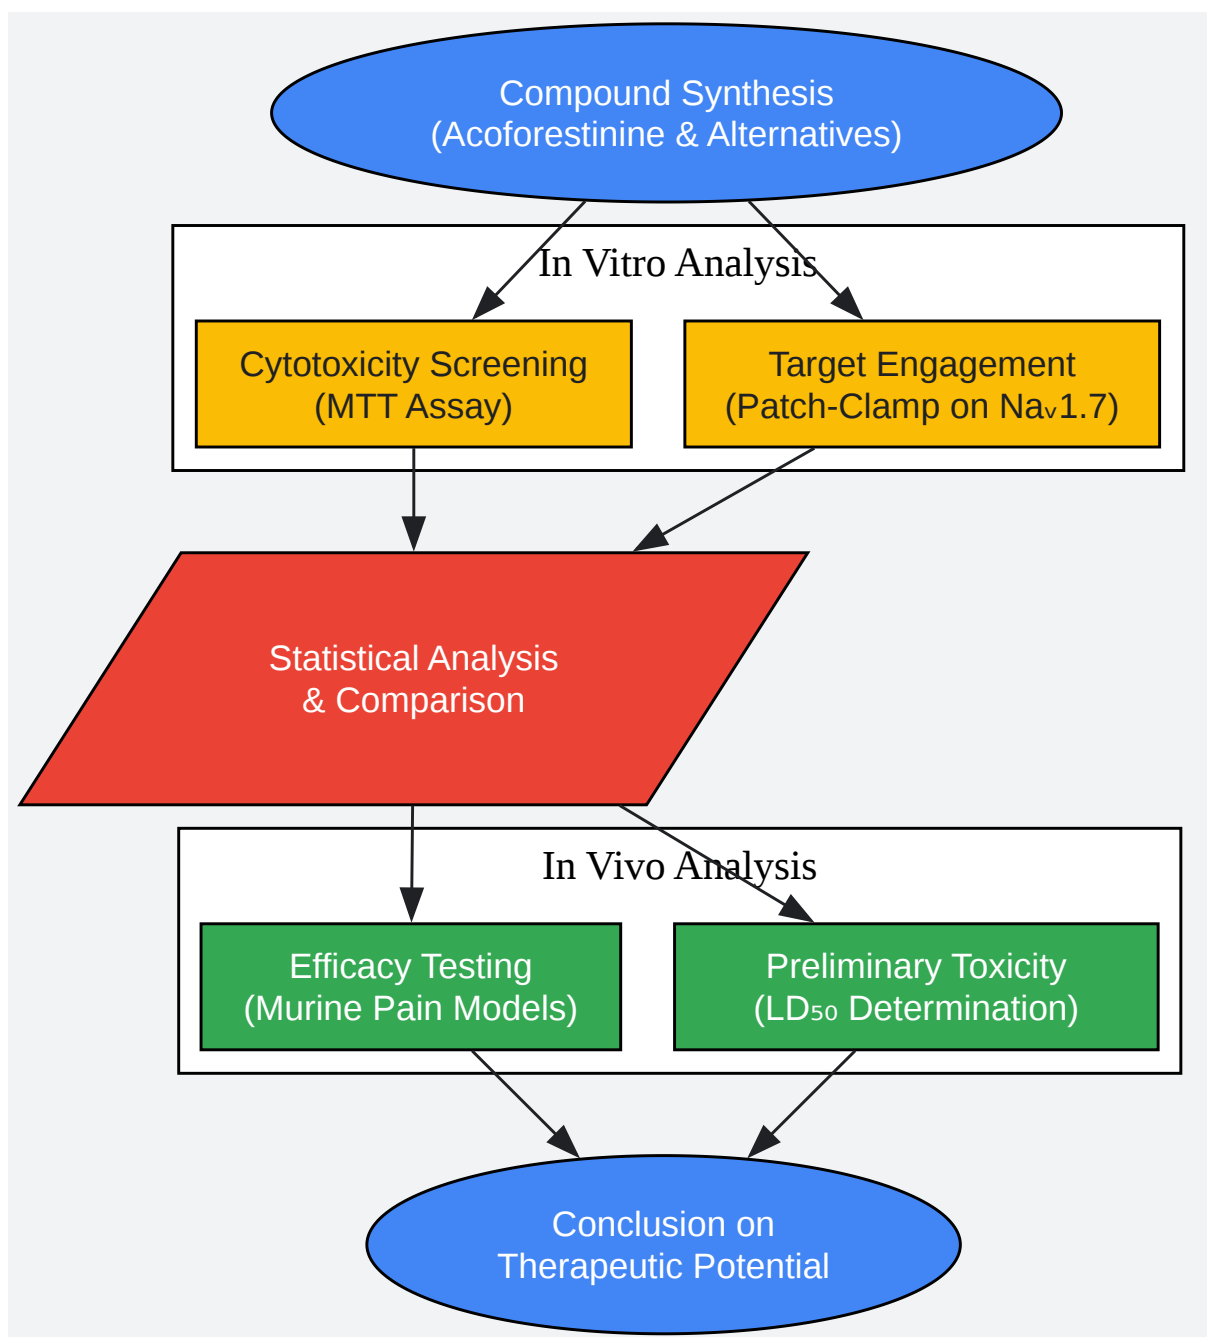 Compound Synthesis
(Acoforestinine & Alternatives)
In Vitro Analysis
Cytotoxicity Screening
(MTT Assay)
Target Engagement
(Patch-Clamp on Naᵥ1.7)
Statistical Analysis
& Comparison
In Vivo Analysis
Efficacy Testing
(Murine Pain Models)
Preliminary Toxicity
(LD₅₀ Determination)
Conclusion on
Therapeutic Potential